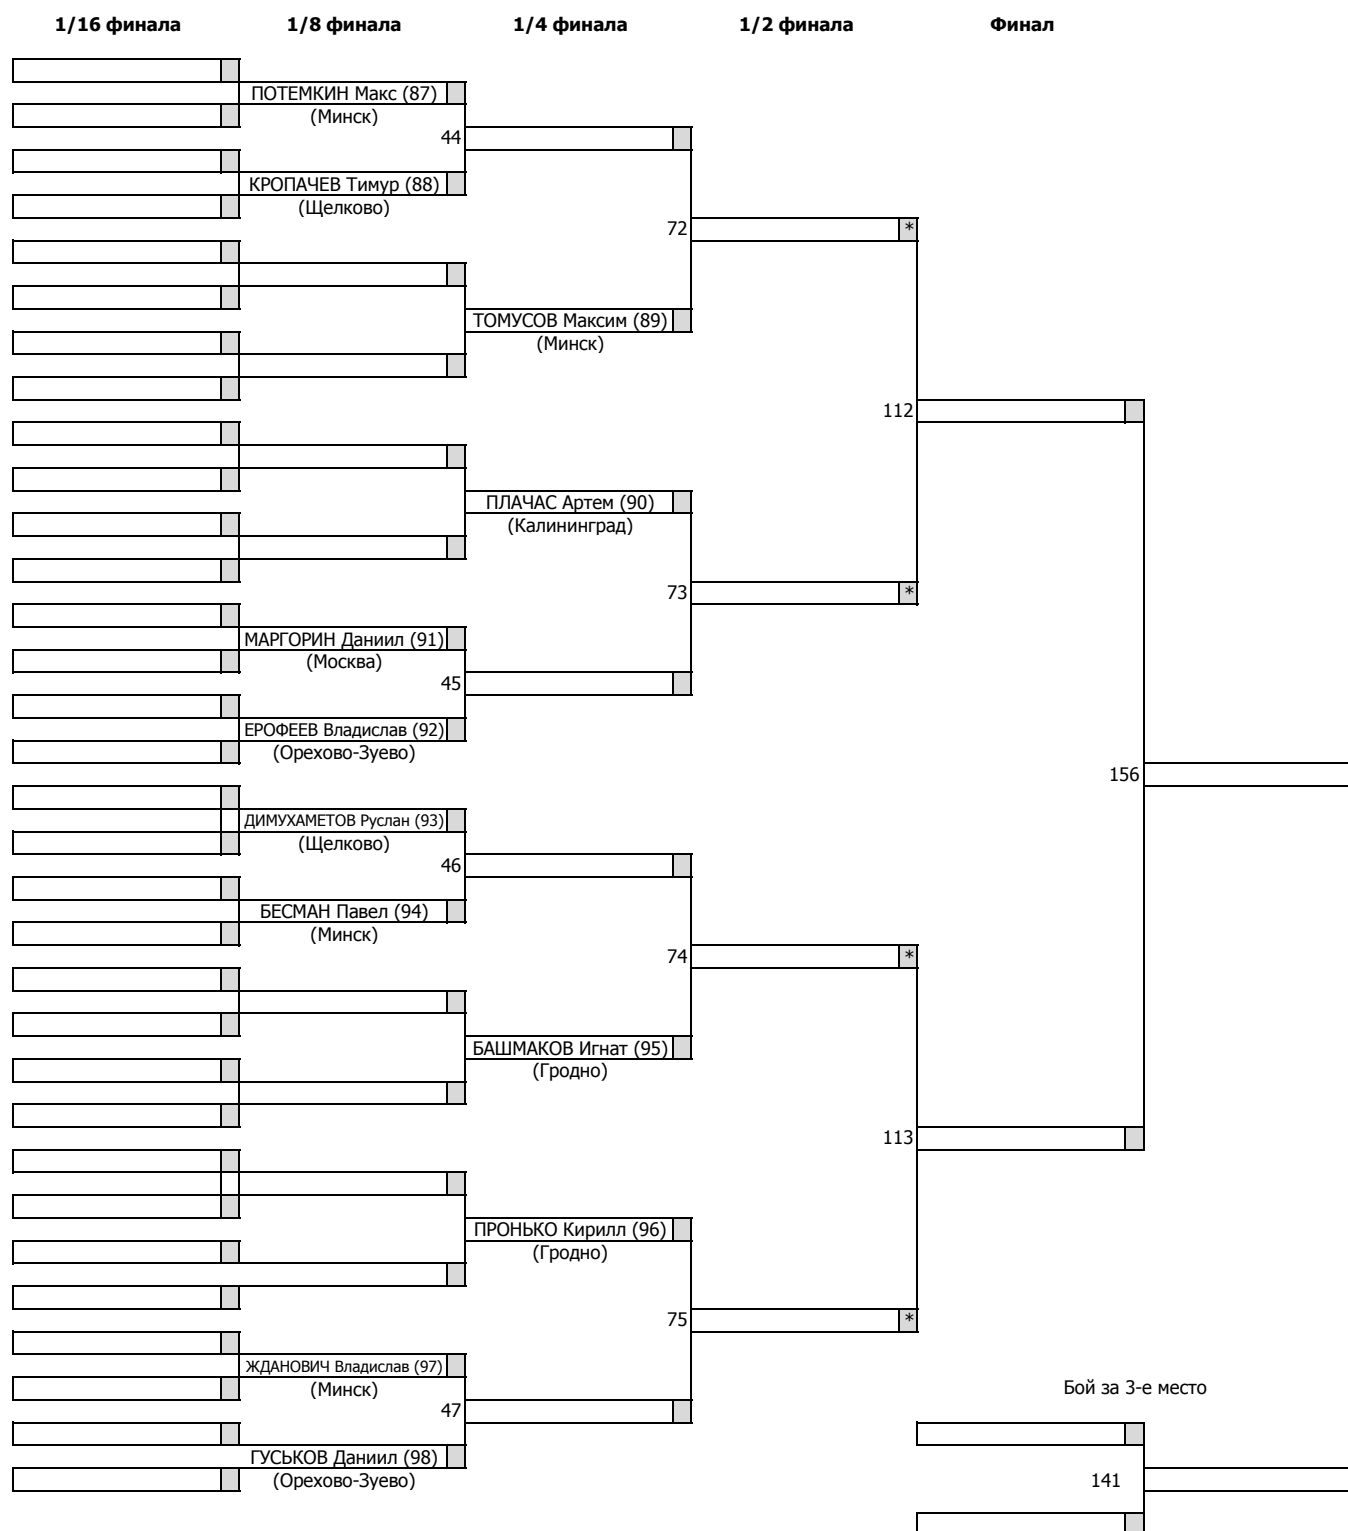 1/16 финала 1/8 финала 1/4 финала 1/2 финала Финал
ПОТЕМКИН Макс (87)
(Минск)
44
КРОПАЧЕВ Тимур (88)
(Щелково)
72
*
ТОМУСОВ Максим (89)
(Минск)
112
ПЛАЧАС Артем (90)
(Калининград)
73
*
МАРГОРИН Даниил (91)
(Москва)
45
ЕРОФЕЕВ Владислав (92)
(Орехово-Зуево)
156
ДИМУХАМЕТОВ Руслан (93)
(Щелково)
46
БЕСМАН Павел (94)
(Минск)
74
*
БАШМАКОВ Игнат (95)
(Гродно)
113
ПРОНЬКО Кирилл (96)
(Гродно)
75
*
ЖДАНОВИЧ Владислав (97)
(Минск)
Бой за 3-е место
47
ГУСЬКОВ Даниил (98)
(Орехово-Зуево)
141